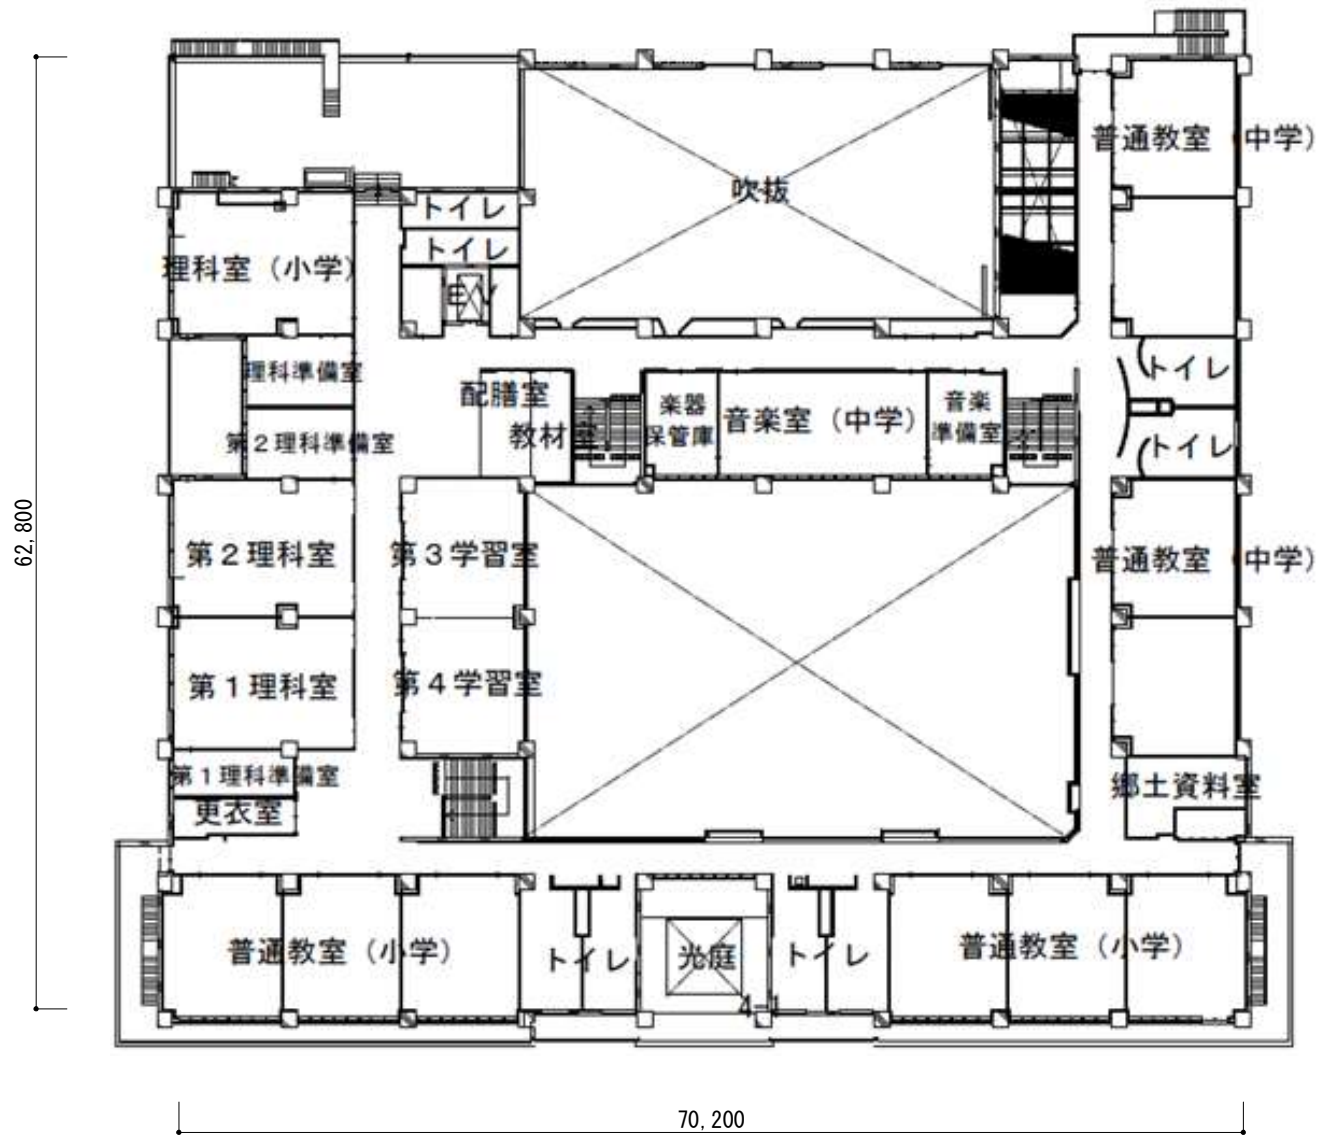 普通教室（中学）
吹抜
トイレ
トイレ
理科室（小学）
EV
トイレ
理科準備室
配膳室
教材室
楽器
保管庫
音楽室（中学）
音楽
準備室
第２理科準備室
トイレ
62,800
第２理科室
第３学習室
普通教室（中学）
第１理科室
第４学習室
第１理科準備室
更衣室
郷土資料室
普通教室（小学）
トイレ
光庭
トイレ
普通教室（小学）
70,200